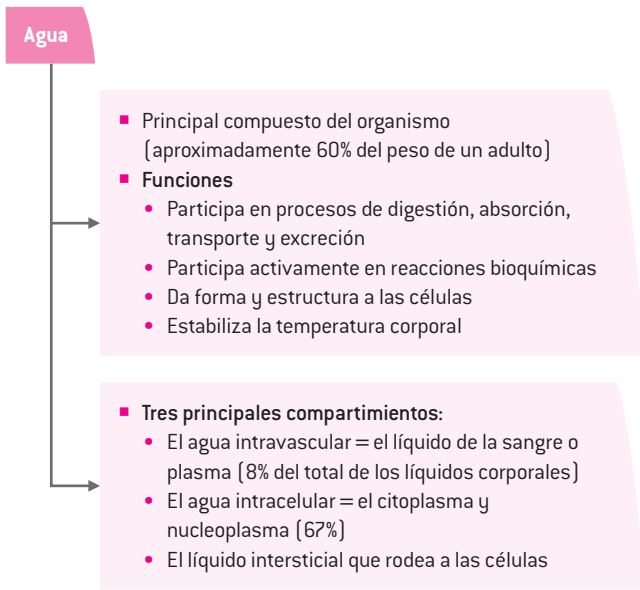 Agua
■ Principal compuesto del organismo
(aproximadamente 60% del peso de un adulto)
■ Funciones
• Participa en procesos de digestión, absorción,
transporte y excreción
• Participa activamente en reacciones bioquímicas
• Da forma y estructura a las células
• Estabiliza la temperatura corporal
■ Tres principales compartimientos:
• El agua intravascular = el líquido de la sangre o
plasma (8% del total de los líquidos corporales)
• El agua intracelular = el citoplasma y
nucleoplasma (67%)
• El líquido intersticial que rodea a las células